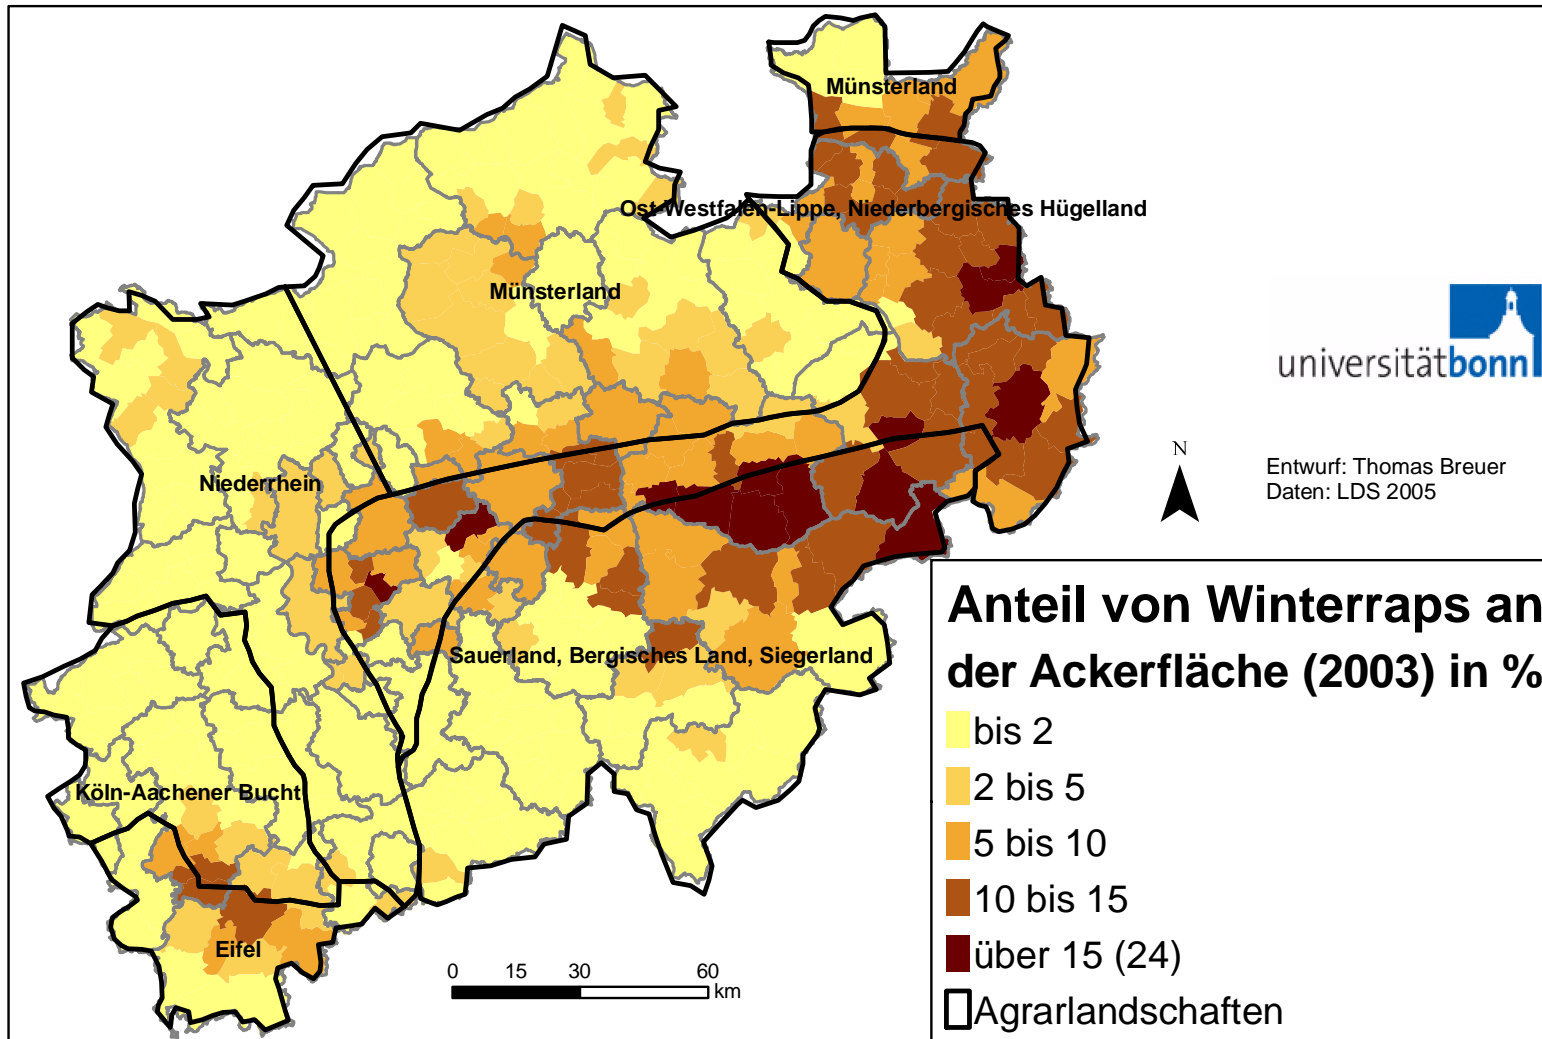 Münsterland
Ost-Westfalen-Lippe, Niederbergisches Hügelland
Münsterland
Niederrhein
Sauerland, Bergisches Land, Siegerland
Köln-Aachener Bucht
Eifel
0 15 30 60
km
universitätbonn
N
Entwurf: Thomas Breuer
Daten: LDS 2005
Anteil von Winterraps an
der Ackerfläche (2003) in %
bis 2
2 bis 5
5 bis 10
10 bis 15
über 15 (24)
Agrarlandschaften